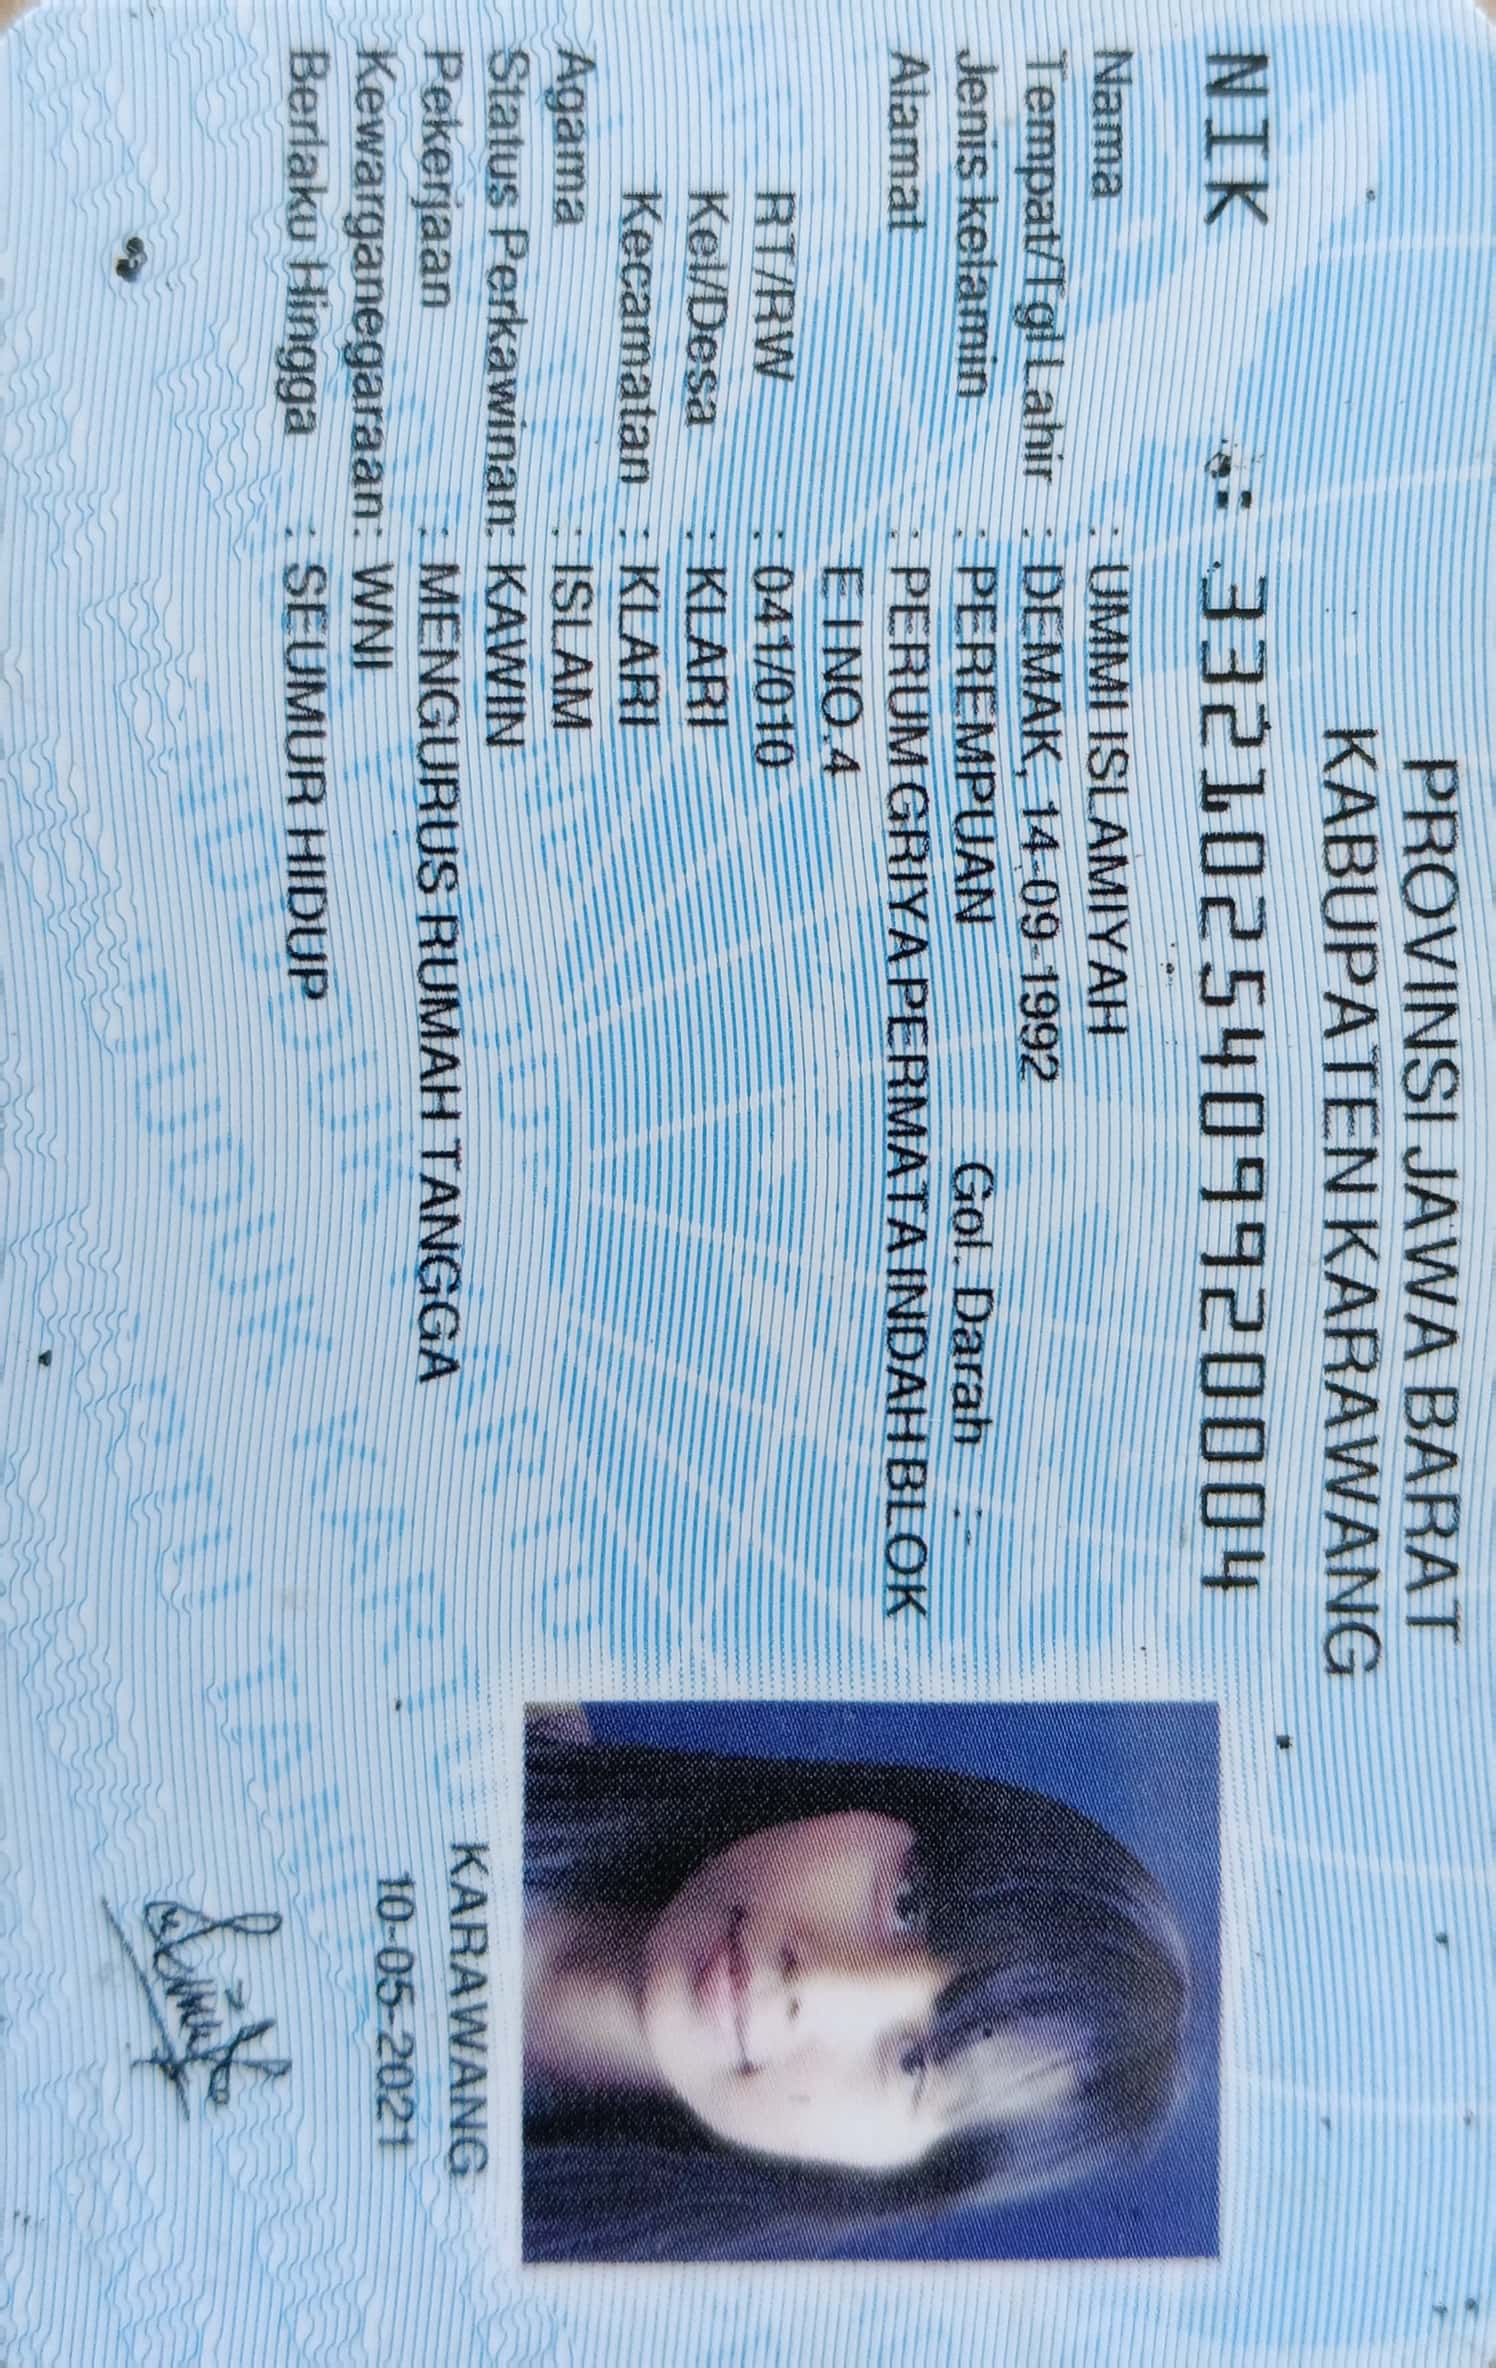 PROVINSI JAWA BARAT
KABUPATEN KARAWANG
NIK : 3321025409920004
Nama : UMMI ISLAMIYAH
Tempat/Tgl Lahir : DEMAK, 14-09-1992
Jenis kelamin : PEREMPUAN Gol. Darah :-
Alamat : PERUM GRIYA PERMATA INDAH BLOK
E I NO.4
RT/RW : 041/010
Kel/Desa : KLARI
Kecamatan : KLARI
Agama : ISLAM
Status Perkawinan: KAWIN
Pekerjaan : MENGURUS RUMAH TANGGA
Kewarganegaraan: WNI
Berlaku Hingga : SEUMUR HIDUP
KARAWANG
10-05-2021